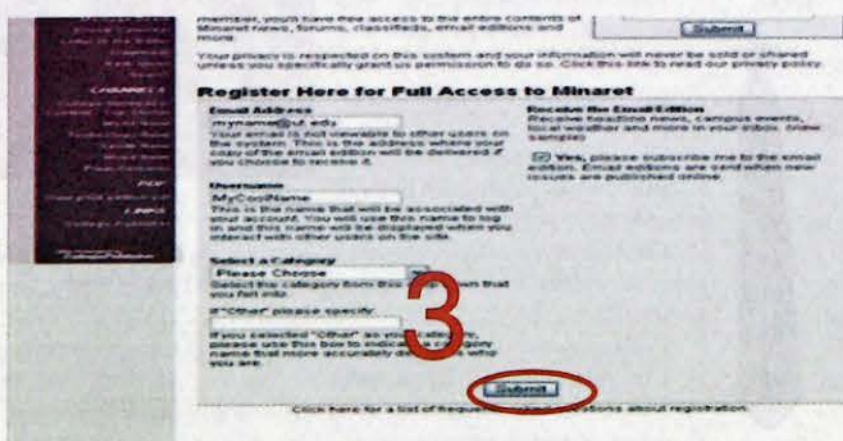 member, you'll have free access to the entire contents of
Minaret news, forums, classifieds, email editions and
more.
Submit
Your privacy is respected on this system and your information will never be sold or shared
unless you specifically grant us permission to do so. Click this link to read our privacy policy.
Register Here for Full Access to Minaret
Email Address
myname@ut.edu
Your email is not viewable to other users on
the system. This is the address where your
copy of the email edition will be delivered if
you choose to receive it.
Username
MyCoolName
This is the name that will be associated with
your account. You will use this name to log
in and this name will be displayed when you
interact with other users on the site.
Select a Category
Please Choose
Select the category from this down that
you fall into.
If "Other" please specify
If you selected "Other" as your category,
please use this box to indicate a category
name that more accurately who
you are.
Receive the Email Edition
Receive headline news, campus events,
local weather and more in your inbox. (view
sample)
Yes, please subscribe me to the email
edition. Email editions are sent when new
issues are published online.
3
Submit
Click here for a list of about registration.
CHANNELS
PDF
LINKS